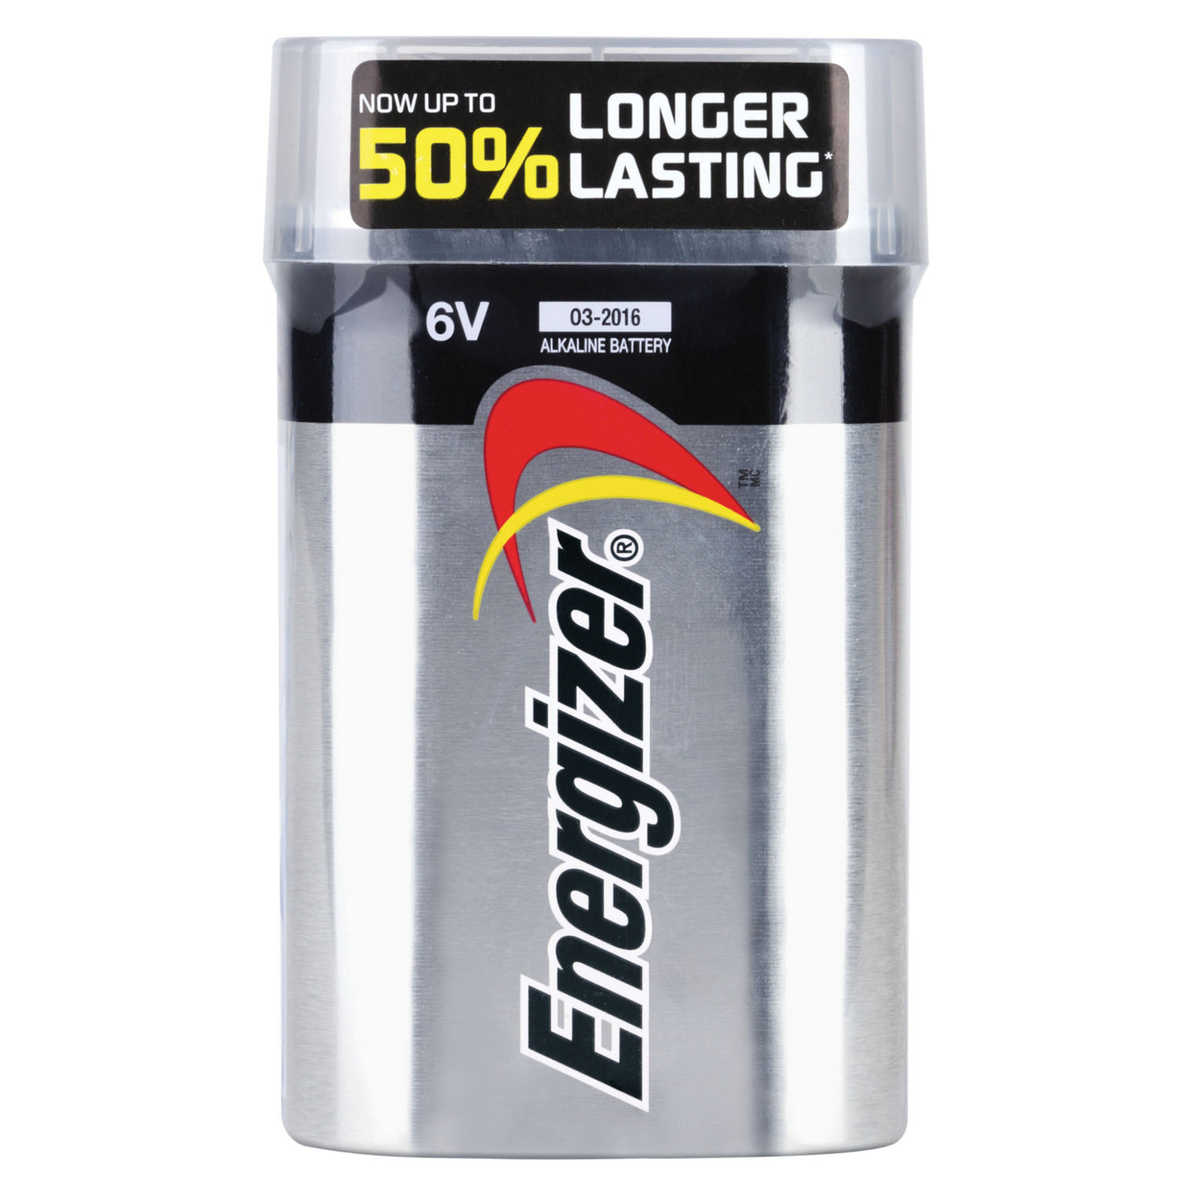 NOW UP TO
50%
LONGER
LASTING*
6V
03-2016
ALKALINE BATTERY
TM
MC
Energizer®